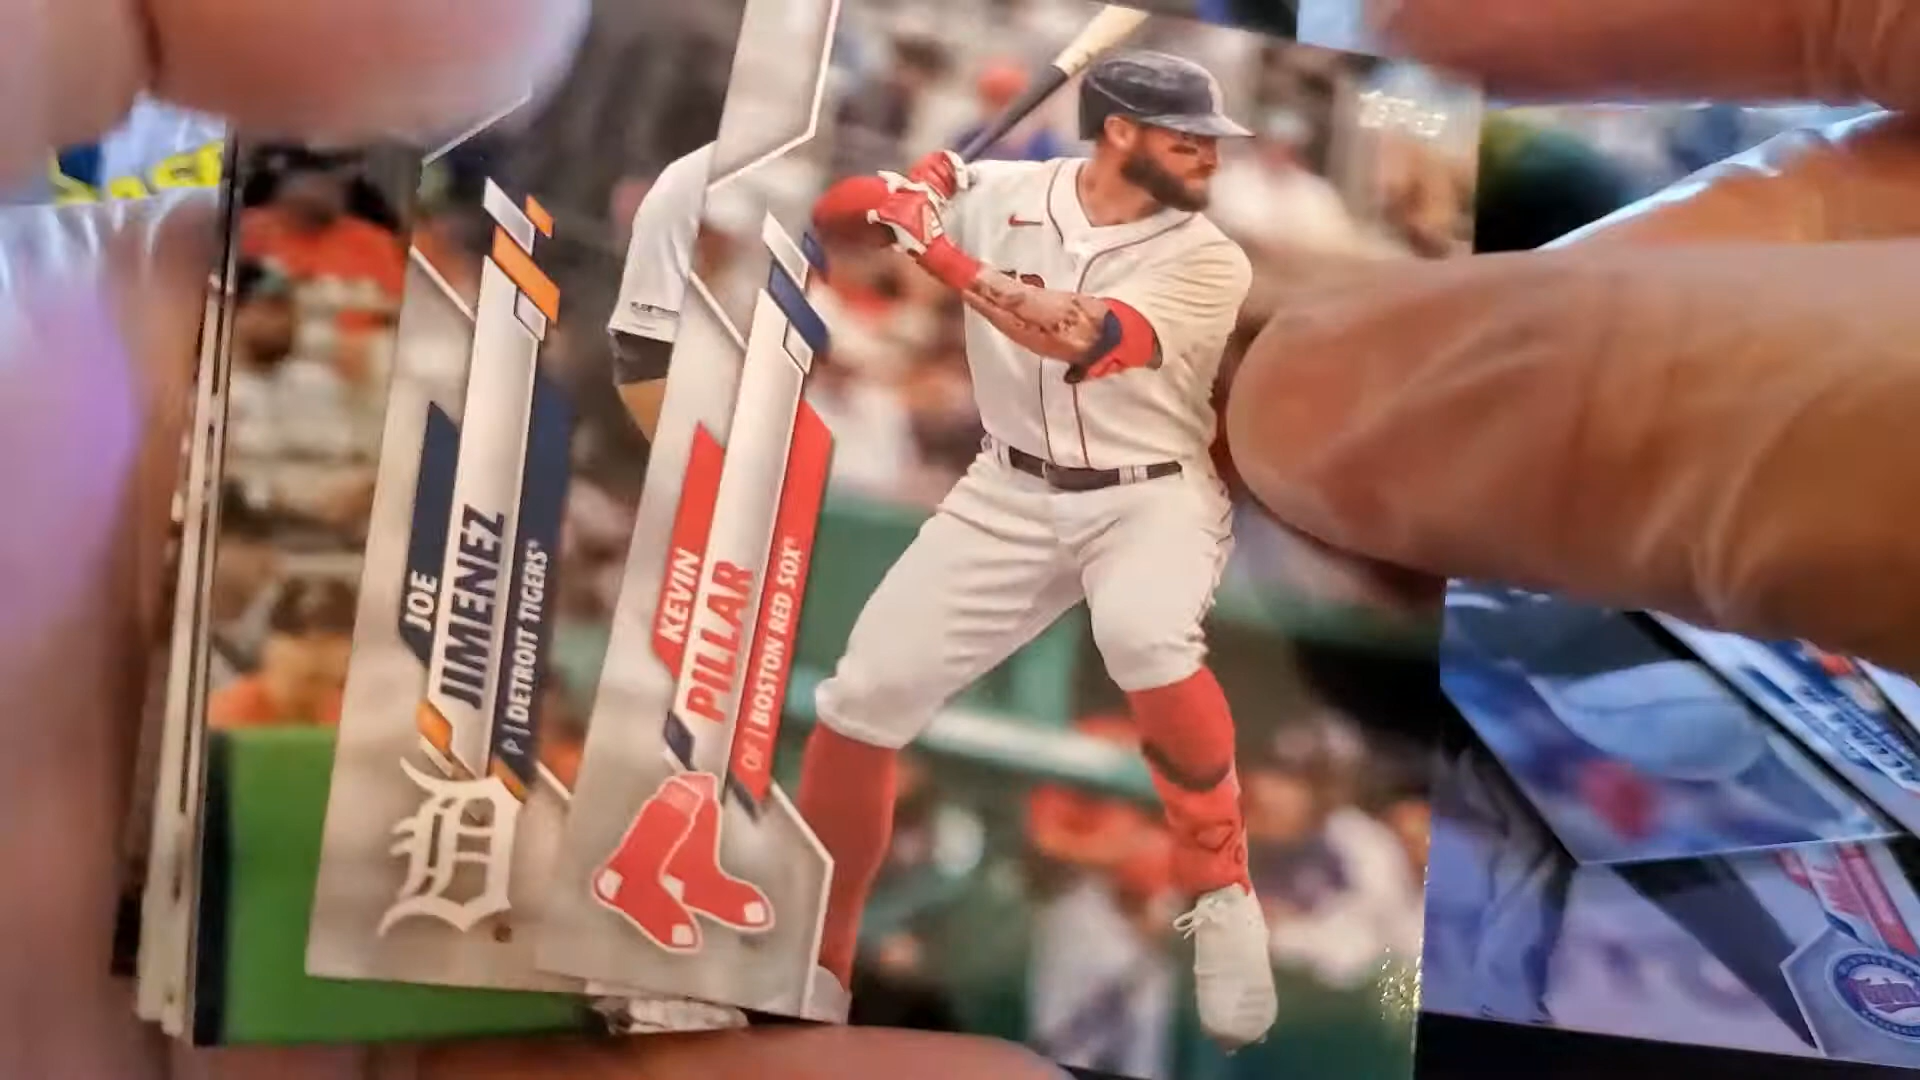 JOE
JIMENEZ
P | DETROIT TIGERS®
KEVIN
PILLAR
OF | BOSTON RED SOX®